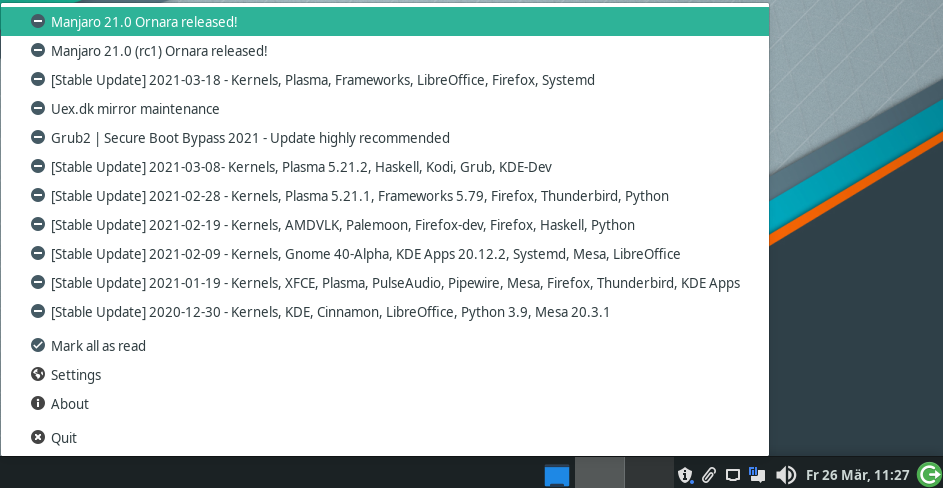 Manjaro 21.0 Ornara released!
Manjaro 21.0 (rc1) Ornara released!
[Stable Update] 2021-03-18 - Kernels, Plasma, Frameworks, LibreOffice, Firefox, Systemd
Uex.dk mirror maintenance
Grub2 | Secure Boot Bypass 2021 - Update highly recommended
[Stable Update] 2021-03-08- Kernels, Plasma 5.21.2, Haskell, Kodi, Grub, KDE-Dev
[Stable Update] 2021-02-28 - Kernels, Plasma 5.21.1, Frameworks 5.79, Firefox, Thunderbird, Python
[Stable Update] 2021-02-19 - Kernels, AMDVLK, Palemoon, Firefox-dev, Firefox, Haskell, Python
[Stable Update] 2021-02-09 - Kernels, Gnome 40-Alpha, KDE Apps 20.12.2, Systemd, Mesa, LibreOffice
[Stable Update] 2021-01-19 - Kernels, XFCE, Plasma, PulseAudio, Pipewire, Mesa, Firefox, Thunderbird, KDE Apps
[Stable Update] 2020-12-30 - Kernels, KDE, Cinnamon, LibreOffice, Python 3.9, Mesa 20.3.1
Mark all as read
Settings
About
Quit
Fr 26 Mär, 11:27